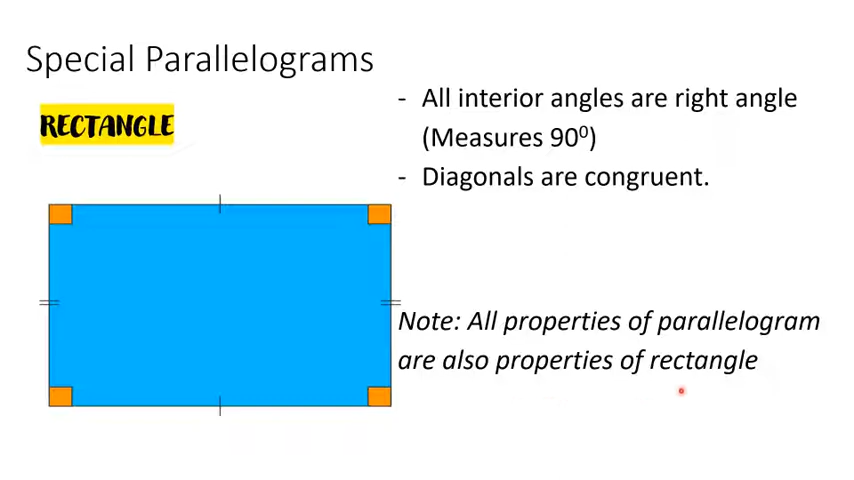 Special Parallelograms
RECTANGLE
- All interior angles are right angle
(Measures 90⁰)
- Diagonals are congruent.
Note: All properties of parallelogram
are also properties of rectangle